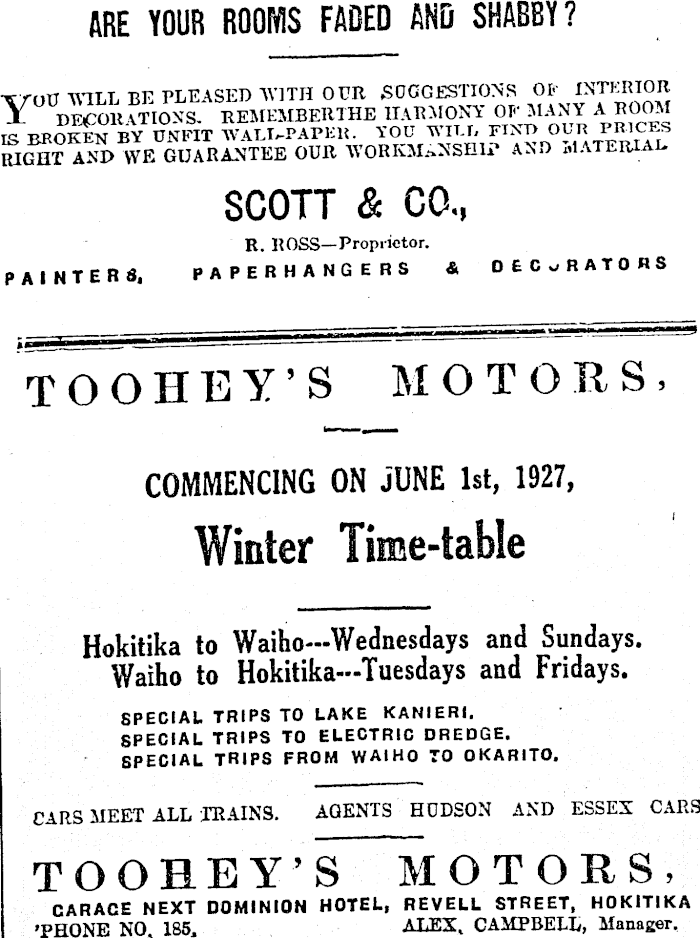 ARE YOUR ROOMS FADED AND SHABBY?
YOU WILL BE PLEASED WITH OUR SUGGESTIONS OF INTERIOR
DECORATIONS. REMEMBER THE HARMONY OF MANY A ROOM
IS BROKEN BY UNFIT WALL-PAPER. YOU WILL FIND OUR PRICES
RIGHT AND WE GUARANTEE OUR WORKMANSHIP AND MATERIAL
SCOTT & CO.,
R. ROSS—Proprietor.
PAINTERS, PAPERHANGERS & DECORATORS
TOOHEY'S MOTORS,
COMMENCING ON JUNE 1st, 1927,
Winter Time-table
Hokitika to Waiho---Wednesdays and Sundays.
Waiho to Hokitika---Tuesdays and Fridays.
SPECIAL TRIPS TO LAKE KANIERI.
SPECIAL TRIPS TO ELECTRIC DREDGE.
SPECIAL TRIPS FROM WAIHO TO OKARITO.
CARS MEET ALL TRAINS. AGENTS HUDSON AND ESSEX CARS
TOOHEY'S MOTORS,
GARAGE NEXT DOMINION HOTEL, REVELL STREET, HOKITIKA
'PHONE NO. 185. ALEX. CAMPBELL, Manager.